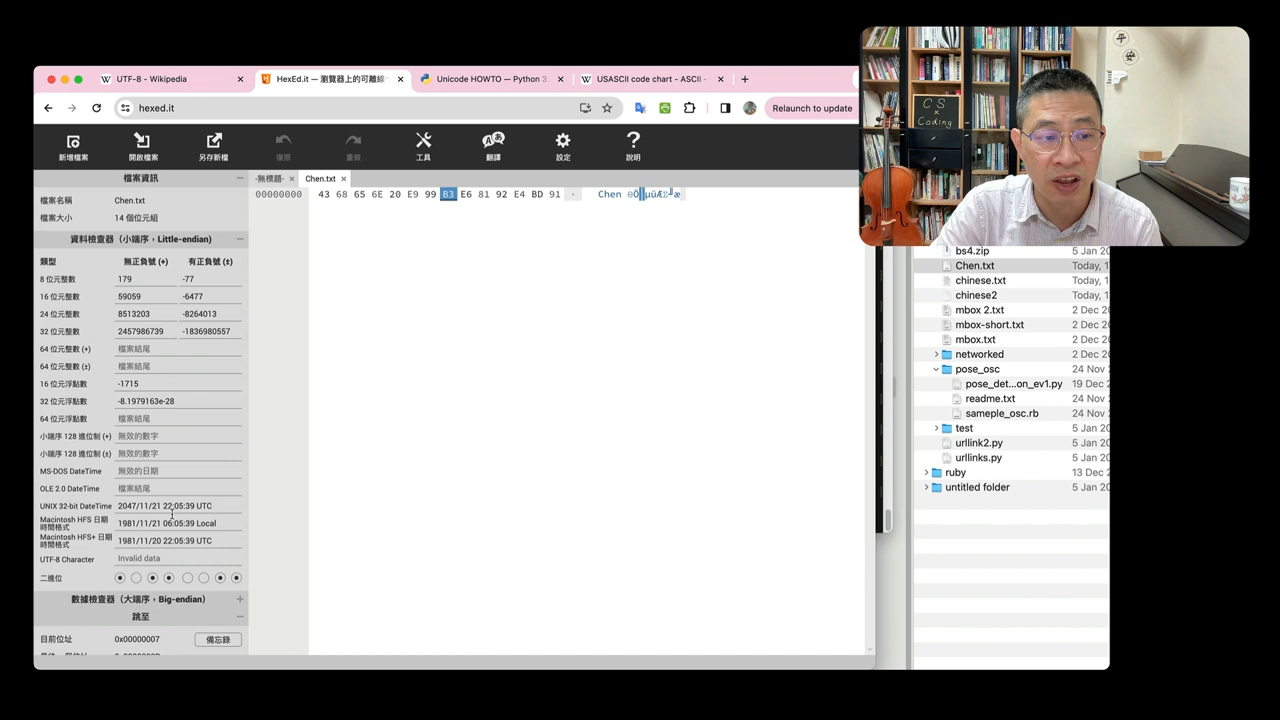 UTF-8 - Wikipedia
HexEd.it — 瀏覽器上的可離線
Unicode HOWTO — Python 3
USASCII code chart - ASCII -
hexed.it
Relaunch to update
新增檔案
開啟檔案
另存新檔
復原
重做
工具
翻譯
設定
說明
檔案資訊
-無標題-
Chen.txt
00000000
43 68 65 6E 20 E9 99 B3 E6 81 92 E4 BD 91
檔案名稱
Chen.txt
檔案大小
14 個位元組
資料檢查器（小端序，Little-endian)
類型
無正負號 (+)
有正負號 (±)
8 位元整數
179
-77
16 位元整數
59059
-6477
24 位元整數
8513203
-8264013
32 位元整數
2457986739
-1836980557
64 位元整數 (+)
檔案結尾
64 位元整數 (±)
檔案結尾
16 位元浮點數
-1715
32 位元浮點數
-8.1979163e-28
64 位元浮點數
檔案結尾
小端序 128 進位制 (+)
無效的數字
小端序 128 進位制 (±)
無效的數字
MS-DOS DateTime
無效的日期
OLE 2.0 DateTime
檔案結尾
UNIX 32-bit DateTime
2047/11/21 22:05:39 UTC
Macintosh HFS 日期
時間格式
1981/11/21 06:05:39 Local
Macintosh HFS+ 日期
時間格式
1981/11/20 22:05:39 UTC
UTF-8 Character
Invalid data
二進位
數據檢查器（大端序，Big-endian)
跳至
目前位址
0x00000007
備忘錄
CS
×
Coding
平
安
bs4.zip
5 Jan 20
Chen.txt
Today, 1
chinese.txt
Today, 1
chinese2
Today, 1
mbox 2.txt
2 Dec 20
mbox-short.txt
2 Dec 2
mbox.txt
2 Dec 2
networked
2 Dec 2
pose_osc
24 Nov
pose_det...on_ev1.py
19 Dec 2
readme.txt
24 Nov
sameple_osc.rb
24 Nov
test
5 Jan 20
urllink2.py
5 Jan 20
urllinks.py
5 Jan 20
ruby
13 Dec 2
untitled folder
5 Jan 20